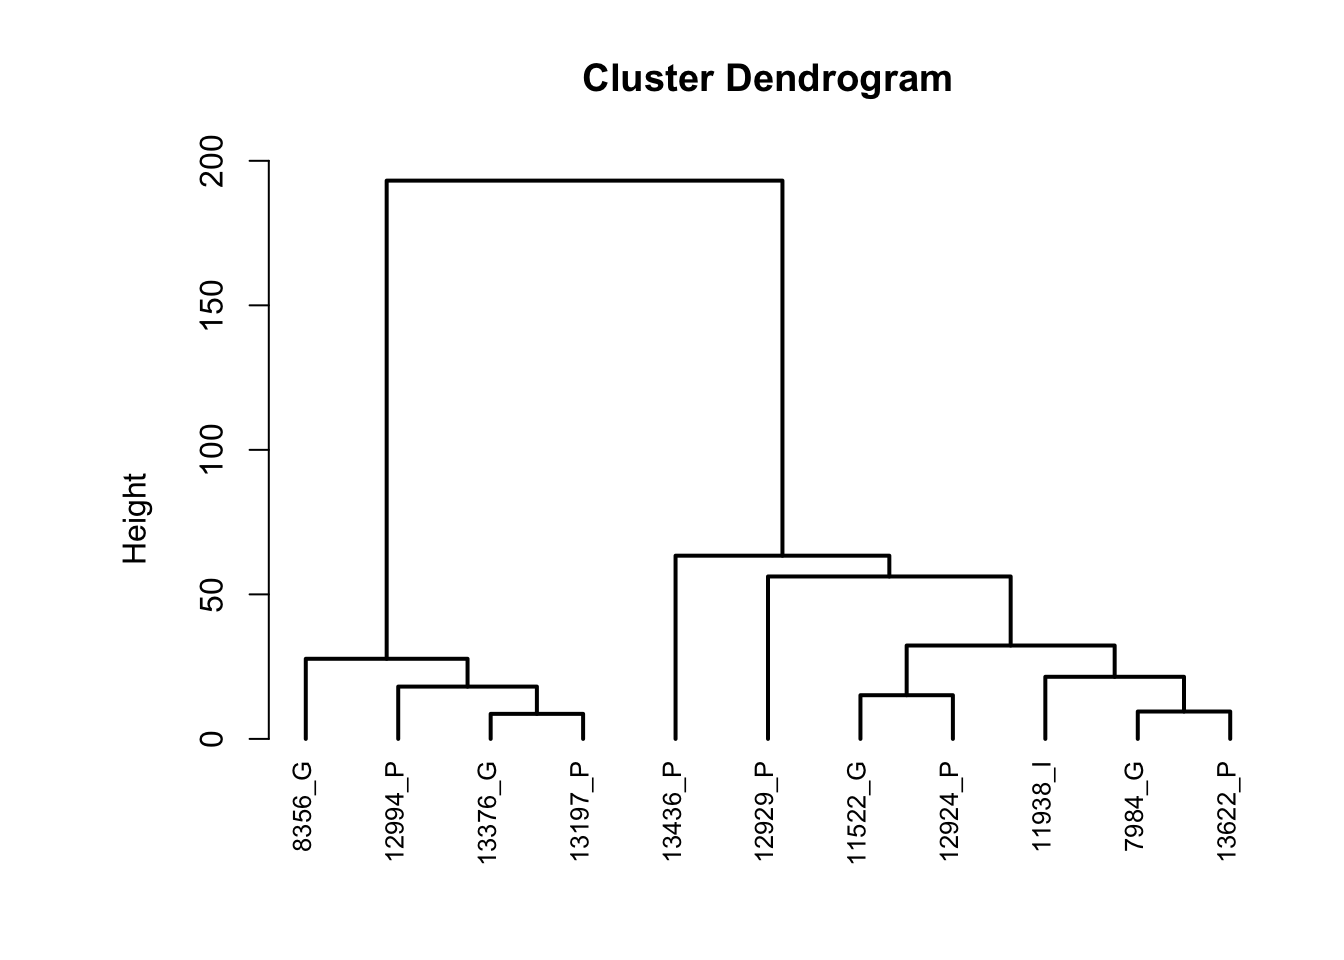 Cluster Dendrogram
Height
200
150
100
50
0
8356_G
12994_P
13376_G
13197_P
13436_P
12929_P
11522_G
12924_P
11938_I
7984_G
13622_P